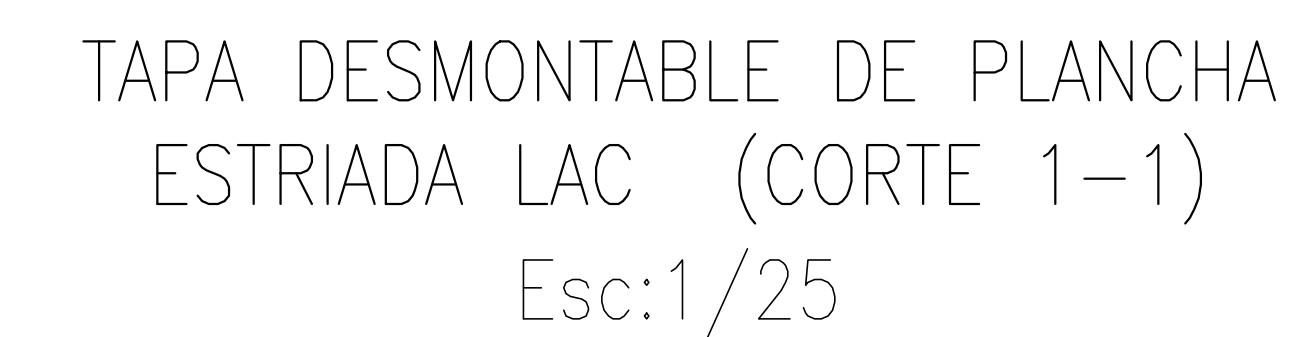 TAPA DESMONTABLE DE PLANCHA
ESTRIADA LAC (CORTE 1-1)
Esc:1/25